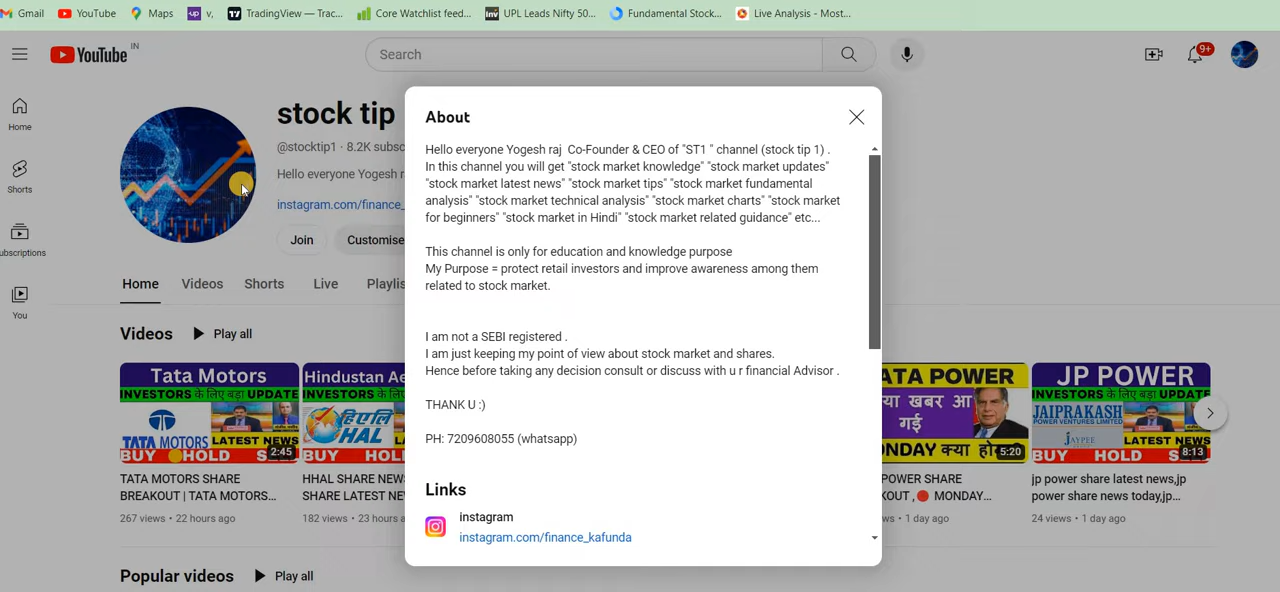 Gmail
YouTube
Maps
v,
TradingView — Trac...
Core Watchlist feed...
UPL Leads Nifty 50...
Fundamental Stock...
Live Analysis - Most...
YouTube IN
Search
9+
Home
Shorts
ubscriptions
You
stock tip
@stocktip1 · 8.2K subsc
Hello everyone Yogesh r
instagram.com/finance_
Join
Customise
Home
Videos
Shorts
Live
Playlis
Videos
Play all
About
Hello everyone Yogesh raj Co-Founder & CEO of "ST1 " channel (stock tip 1) .
In this channel you will get "stock market knowledge" "stock market updates"
"stock market latest news" "stock market tips" "stock market fundamental
analysis" "stock market technical analysis" "stock market charts" "stock market
for beginners" "stock market in Hindi" "stock market related guidance" etc...
This channel is only for education and knowledge purpose
My Purpose = protect retail investors and improve awareness among them
related to stock market.
I am not a SEBI registered .
I am just keeping my point of view about stock market and shares.
Hence before taking any decision consult or discuss with u r financial Advisor .
THANK U :)
PH: 7209608055 (whatsapp)
Links
instagram
instagram.com/finance_kafunda
Tata Motors
INVESTORS के लिए बड़ा UPDATE
TATA MOTORS
LATEST NEWS
BUY HOLD
2:45
TATA MOTORS SHARE
BREAKOUT | TATA MOTORS...
267 views • 22 hours ago
Hindustan Ae
INVESTORS के लिए
HAL
BUY HO
HHAL SHARE NEWS
SHARE LATEST NE
182 views • 23 hours a
ATA POWER
या खबर आ
गई
NDAY क्या हो
5:20
POWER SHARE
KOUT , MONDAY...
ws • 1 day ago
JP POWER
INVESTORS के लिए बड़ा UPDATE
JAIPRAKASH
POWER VENTURES LIMITED
JAYPEE
LATEST NEWS
BUY HOLD
8:13
jp power share latest news,jp
power share news today,jp...
24 views • 1 day ago
Popular videos
Play all